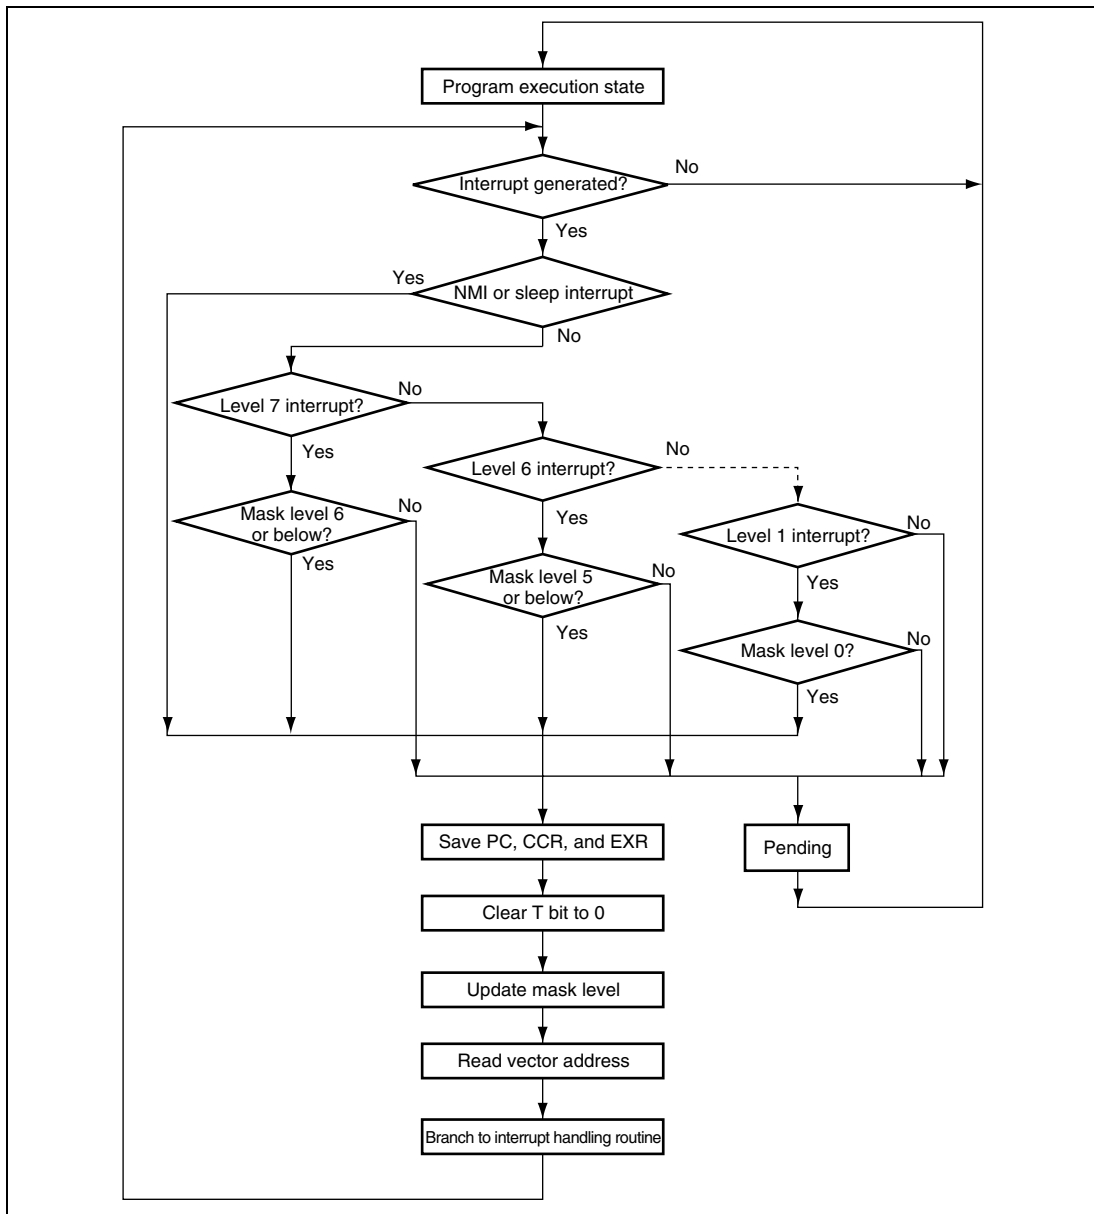 Program execution state
No
Interrupt generated?
Yes
Yes
NMI or sleep interrupt
No
No
Level 7 interrupt?
No
Yes
Level 6 interrupt?
Mask level 6
or below?
No
Yes
No
Level 1 interrupt?
Yes
Mask level 5
or below?
No
Yes
Yes
No
Mask level 0?
Yes
Save PC, CCR, and EXR
Pending
Clear T bit to 0
Update mask level
Read vector address
Branch to interrupt handling routine